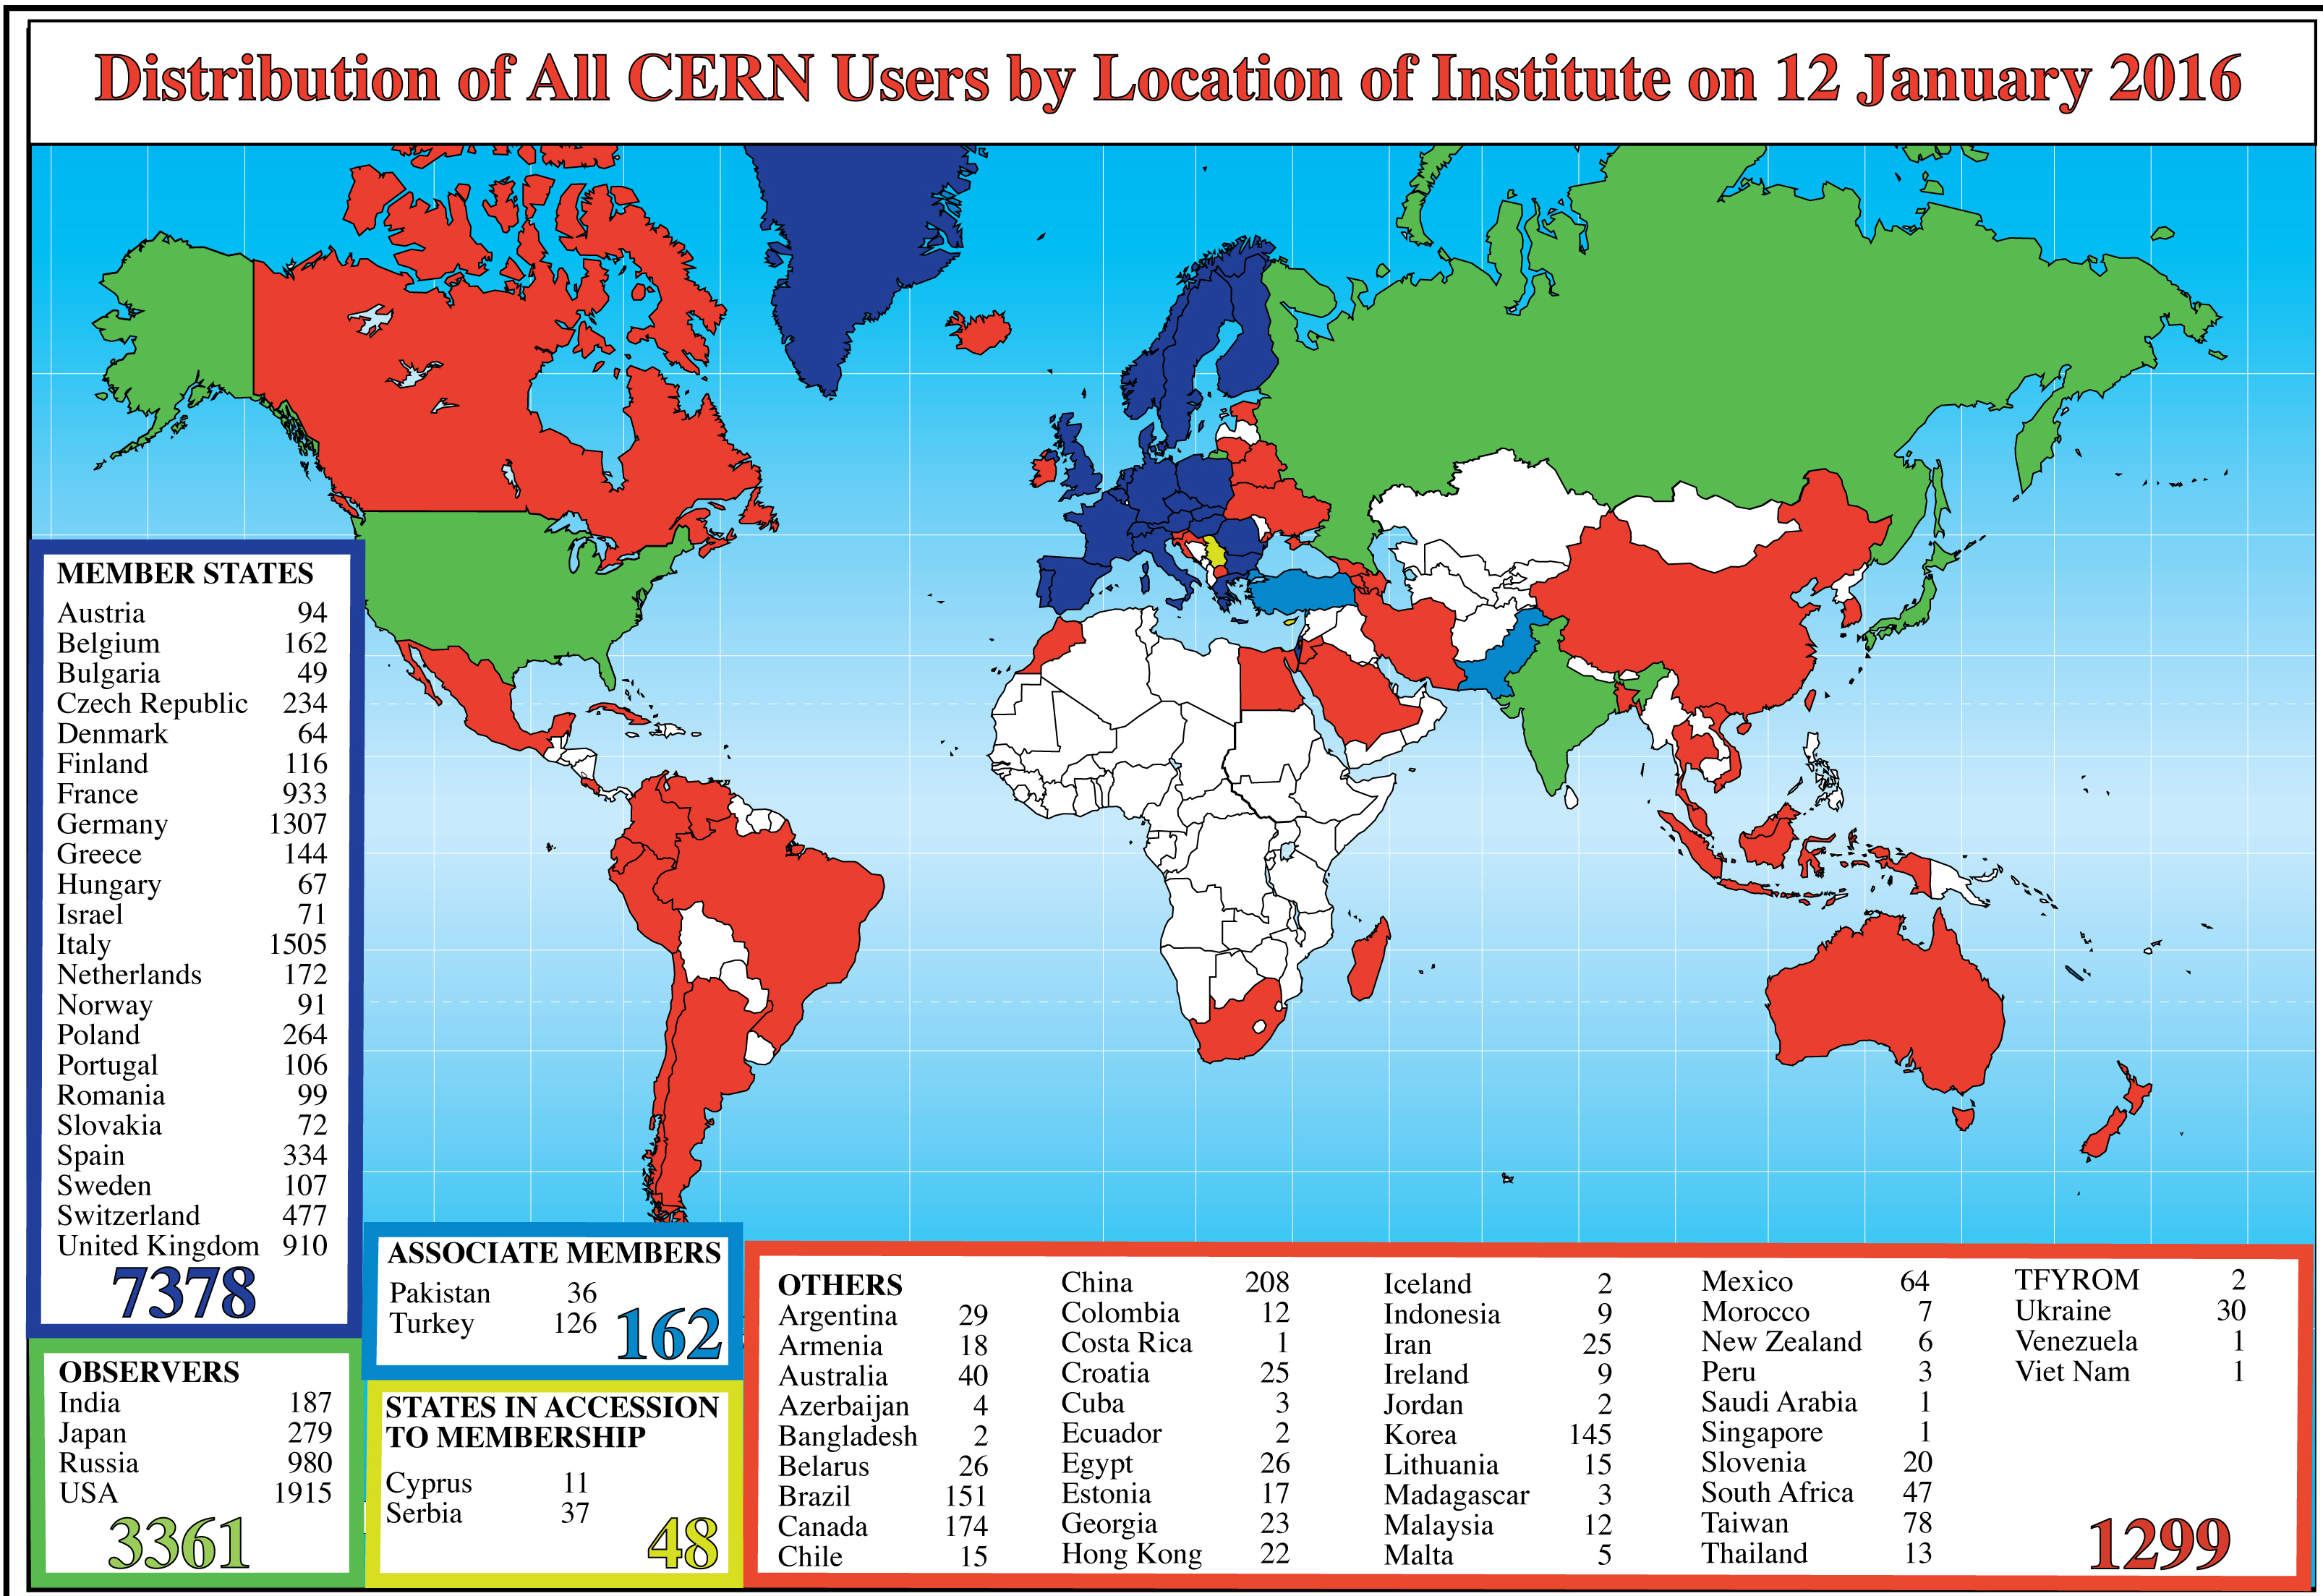 Distribution of All CERN Users by Location of Institute on 12 January 2016
MEMBER STATES
Austria 94
Belgium 162
Bulgaria 49
Czech Republic 234
Denmark 64
Finland 116
France 933
Germany 1307
Greece 144
Hungary 67
Israel 71
Italy 1505
Netherlands 172
Norway 91
Poland 264
Portugal 106
Romania 99
Slovakia 72
Spain 334
Sweden 107
Switzerland 477
United Kingdom 910
7378
OBSERVERS
India 187
Japan 279
Russia 980
USA 1915
3361
ASSOCIATE MEMBERS
Pakistan 36
Turkey 126
162
STATES IN ACCESSION
TO MEMBERSHIP
Cyprus 11
Serbia 37
48
OTHERS
Argentina 29
Armenia 18
Australia 40
Azerbaijan 4
Bangladesh 2
Belarus 26
Brazil 151
Canada 174
Chile 15
China 208
Colombia 12
Costa Rica 1
Croatia 25
Cuba 3
Ecuador 2
Egypt 26
Estonia 17
Georgia 23
Hong Kong 22
Iceland 2
Indonesia 9
Iran 25
Ireland 9
Jordan 2
Korea 145
Lithuania 15
Madagascar 3
Malaysia 12
Malta 5
Mexico 64
Morocco 7
New Zealand 6
Peru 3
Saudi Arabia 1
Singapore 1
Slovenia 20
South Africa 47
Taiwan 78
Thailand 13
TFYROM 2
Ukraine 30
Venezuela 1
Viet Nam 1
1299